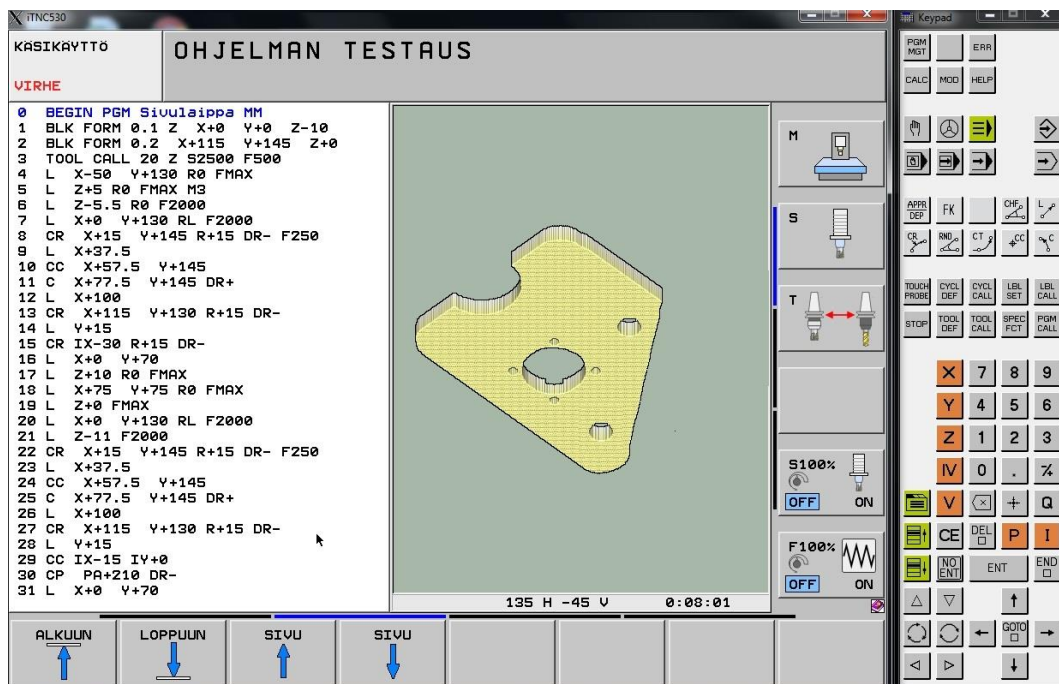 iTNC530
KÄSIKÄYTTÖ
OHJELMAN TESTAUS
VIRHE
0 BEGIN PGM Sivulaippa MM
1 BLK FORM 0.1 Z X+0 Y+0 Z-10
2 BLK FORM 0.2 X+115 Y+145 Z+0
3 TOOL CALL 20 Z S2500 F500
4 L X-50 Y+130 R0 FMAX
5 L Z+5 R0 FMAX M3
6 L Z-5.5 R0 F2000
7 L X+0 Y+130 RL F2000
8 CR X+15 Y+145 R+15 DR- F250
9 L X+37.5
10 CC X+57.5 Y+145
11 C X+77.5 Y+145 DR+
12 L X+100
13 CR X+115 Y+130 R+15 DR-
14 L Y+15
15 CR IX-30 R+15 DR-
16 L X+0 Y+70
17 L Z+10 R0 FMAX
18 L X+75 Y+75 R0 FMAX
19 L Z+0 FMAX
20 L X+0 Y+130 RL F2000
21 L Z-11 F2000
22 CR X+15 Y+145 R+15 DR- F250
23 L X+37.5
24 CC X+57.5 Y+145
25 C X+77.5 Y+145 DR+
26 L X+100
27 CR X+115 Y+130 R+15 DR-
28 L Y+15
29 CC IX-15 IY+0
30 CP PA+210 DR-
31 L X+0 Y+70
135 H -45 V 0:08:01
M
S
T
S100%
OFF ON
F100%
OFF ON
ALKUUN LOPPUUN SIVU SIVU
Keypad
PGM MGT ERR
CALC MOD HELP
APPR DEP FK CHF L
CR RND CT CC C
TOUCH PROBE CYCL DEF CYCL CALL LBL SET LBL CALL
STOP TOOL DEF TOOL CALL SPEC FCT PGM CALL
X 7 8 9
Y 4 5 6
Z 1 2 3
IV 0 .
V Q
CE DEL P I
NO ENT ENT END
GOTO